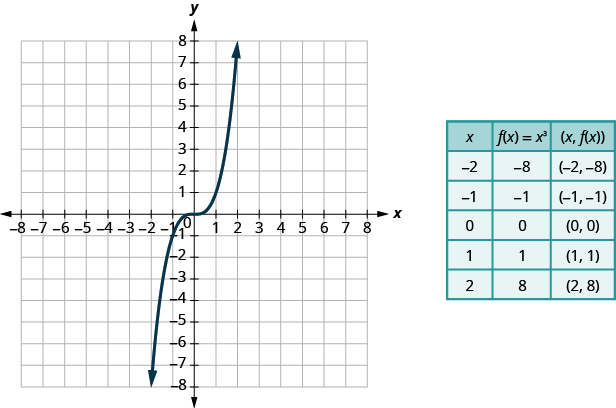 y
8
7
6
5
4
3
2
1
-8 -7 -6 -5 -4 -3 -2 -1 0 1 2 3 4 5 6 7 8 x
-1
-2
-3
-4
-5
-6
-7
-8
x f(x) = x³ (x, f(x))
-2 -8 (-2, -8)
-1 -1 (-1, -1)
0 0 (0, 0)
1 1 (1, 1)
2 8 (2, 8)